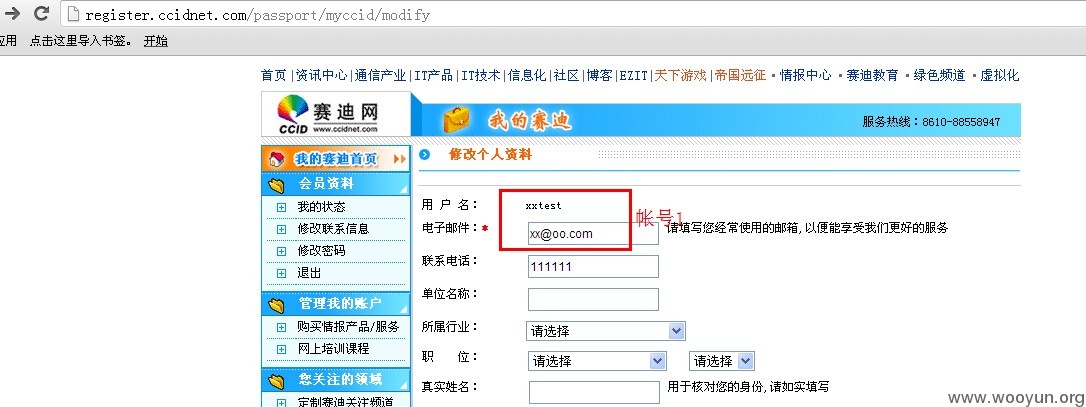 register.ccidnet.com/passport/myccid/modify
应用 点击这里导入书签。 开始
首页|资讯中心|通信产业|IT产品|IT技术|信息化|社区|博客|EZIT|天下游戏|帝国远征·情报中心·赛迪教育·绿色频道·虚拟化
赛迪网
CCID www.ccidnet.com
我的赛迪
服务热线：8610-88558947
我的赛迪首页
修改个人资料
会员资料
我的状态
修改联系信息
修改密码
退出
管理我的账户
购买情报产品/服务
网上培训课程
您关注的领域
定制赛迪关注频道
用 户 名： xxtest
帐号1
电子邮件：* xx@oo.com 请填写您经常使用的邮箱,以便能享受我们更好的服务
联系电话： 111111
单位名称：
所属行业： 请选择
职 位： 请选择 请选择
真实姓名： 用于核对您的身份,请如实填写
www.wooyun.org